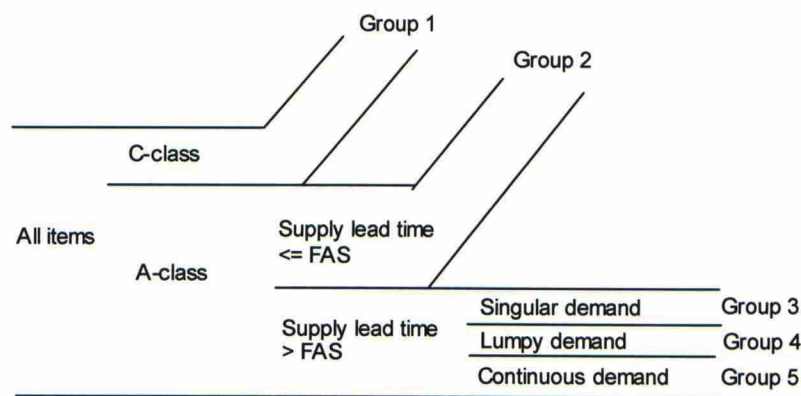 Group 1
Group 2
C-class
All items
A-class
Supply lead time
<= FAS
Supply lead time
> FAS
Singular demand
Group 3
Lumpy demand
Group 4
Continuous demand
Group 5